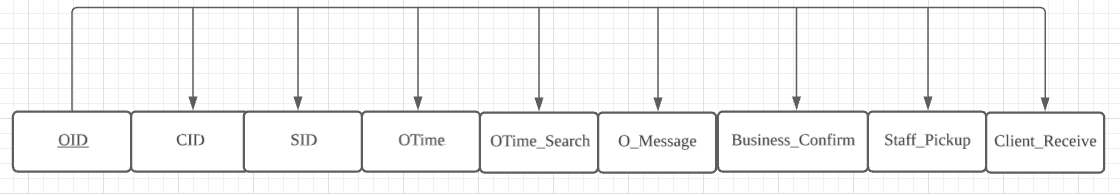 OID CID SID OTime OTime_Search O_Message Business_Confirm Staff_Pickup Client_Receive